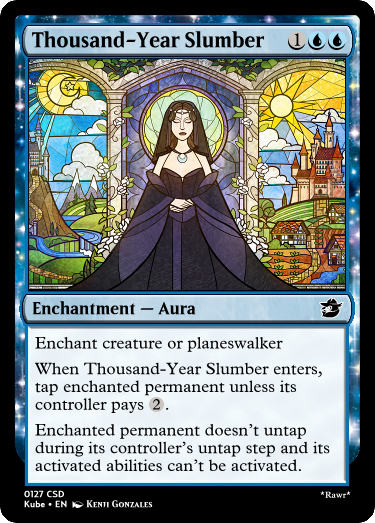 Thousand-Year Slumber 1
Enchantment — Aura
Enchant creature or planeswalker
When Thousand-Year Slumber enters,
tap enchanted permanent unless its
controller pays 2.
Enchanted permanent doesn't untap
during its controller's untap step and its
activated abilities can't be activated.
0127 CSD
Kube • EN Kenji Gonzales
*Rawr*